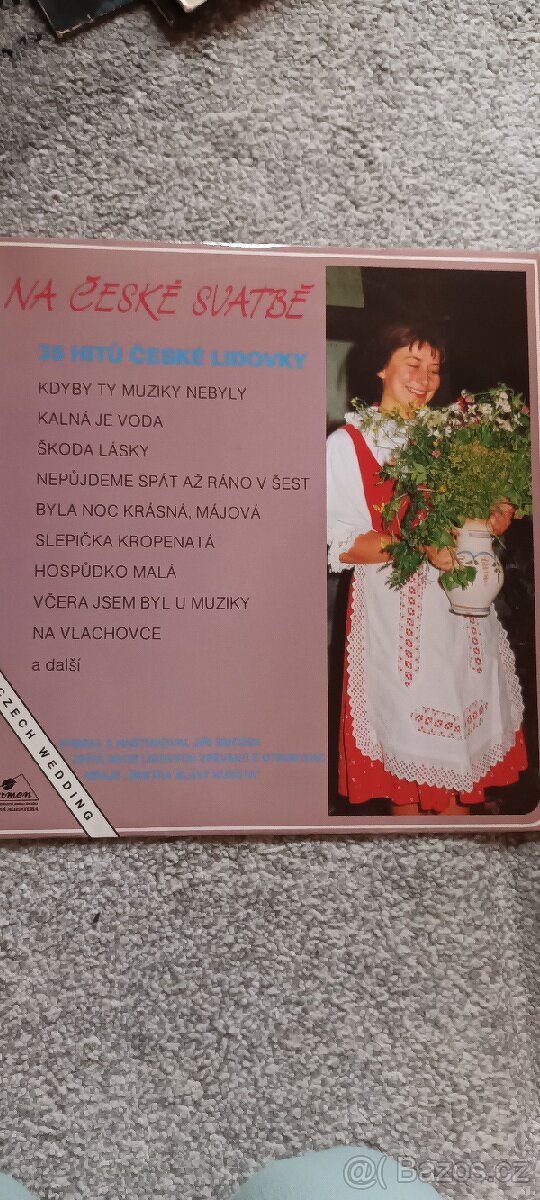 NA ČESKÉ SVATBĚ
36 HITŮ ČESKÉ LIDOVKY
KDYBY TY MUZIKY NEBYLY
KALNÁ JE VODA
ŠKODA LÁSKY
NEPŮJDEME SPÁT AŽ RÁNO V ŠEST
BYLA NOC KRÁSNÁ, MÁJOVÁ
SLEPIČKA KROPENATÁ
HOSPŮDKO MALÁ
VČERA JSEM BYL U MUZIKY
NA VLACHOVCE
a další
CZECH WEDDING
@ Bazos.cz